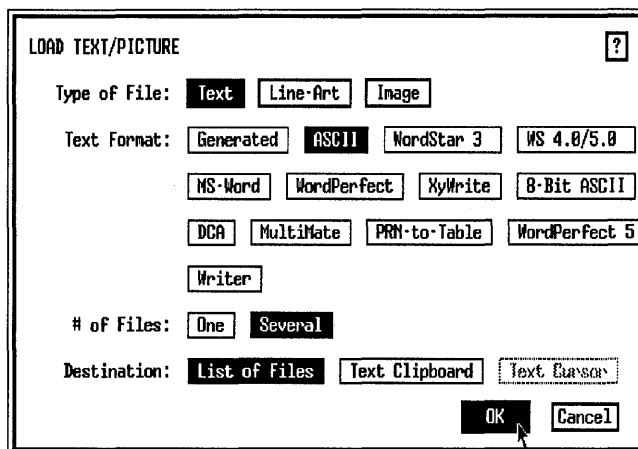 LOAD TEXT/PICTURE ?
Type of File: Text Line-Art Image
Text Format: Generated ASCII WordStar 3 WS 4.0/5.0
MS-Word WordPerfect XyWrite 8-Bit ASCII
DCA MultiMate PRN-to-Table WordPerfect 5
Writer
# of Files: One Several
Destination: List of Files Text Clipboard Text Cursor
OK Cancel